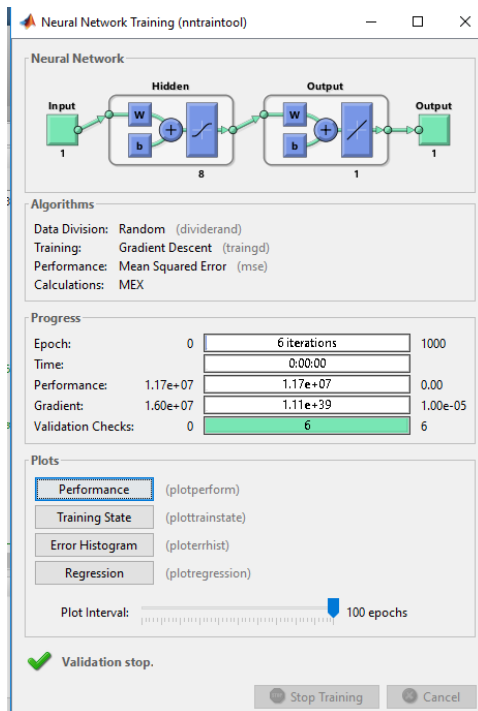 Neural Network Training (nntraintool)
Neural Network
Hidden Output
Input Output
W W
b b
1 1
8 1
Algorithms
Data Division: Random (dividerand)
Training: Gradient Descent (traingd)
Performance: Mean Squared Error (mse)
Calculations: MEX
Progress
Epoch: 0 6 iterations 1000
Time: 0:00:00
Performance: 1.17e+07 1.17e+07 0.00
Gradient: 1.60e+07 1.11e+39 1.00e-05
Validation Checks: 0 6 6
Plots
Performance (plotperform)
Training State (plottrainstate)
Error Histogram (ploterrhist)
Regression (plotregression)
Plot Interval: 100 epochs
Validation stop.
Stop Training Cancel